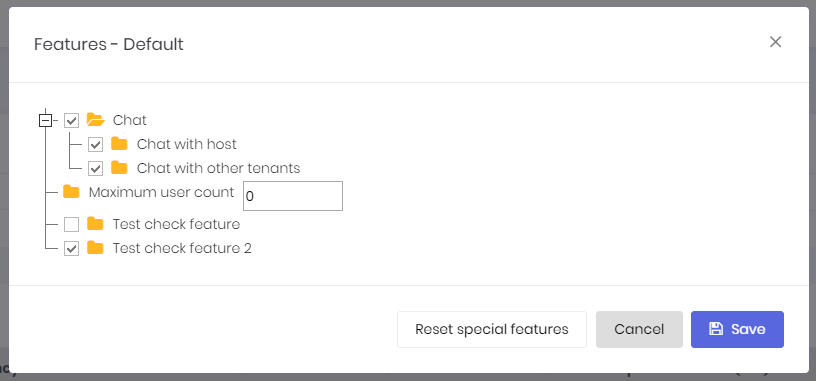 Features - Default
Chat
Chat with host
Chat with other tenants
Maximum user count 0
Test check feature
Test check feature 2
Reset special features Cancel Save